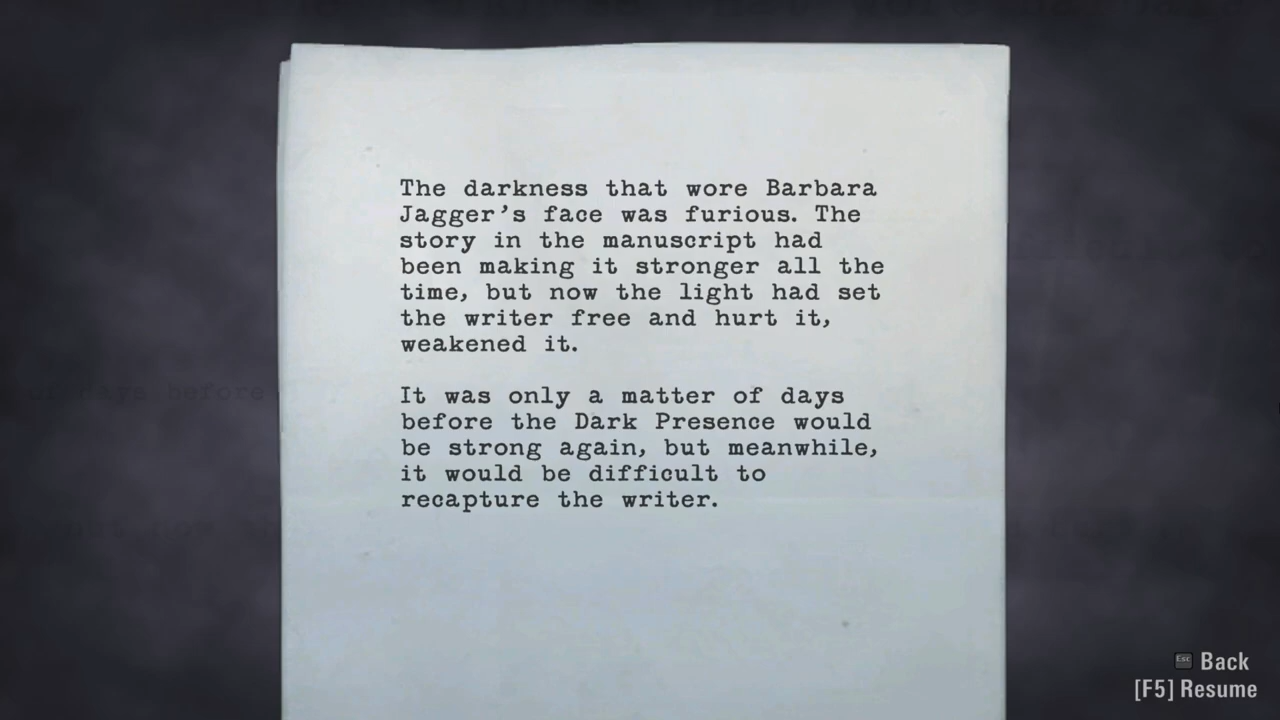 The darkness that wore Barbara
Jagger's face was furious. The
story in the manuscript had
been making it stronger all the
time, but now the light had set
the writer free and hurt it,
weakened it.
It was only a matter of days
before the Dark Presence would
be strong again, but meanwhile,
it would be difficult to
recapture the writer.
Esc Back
[F5] Resume